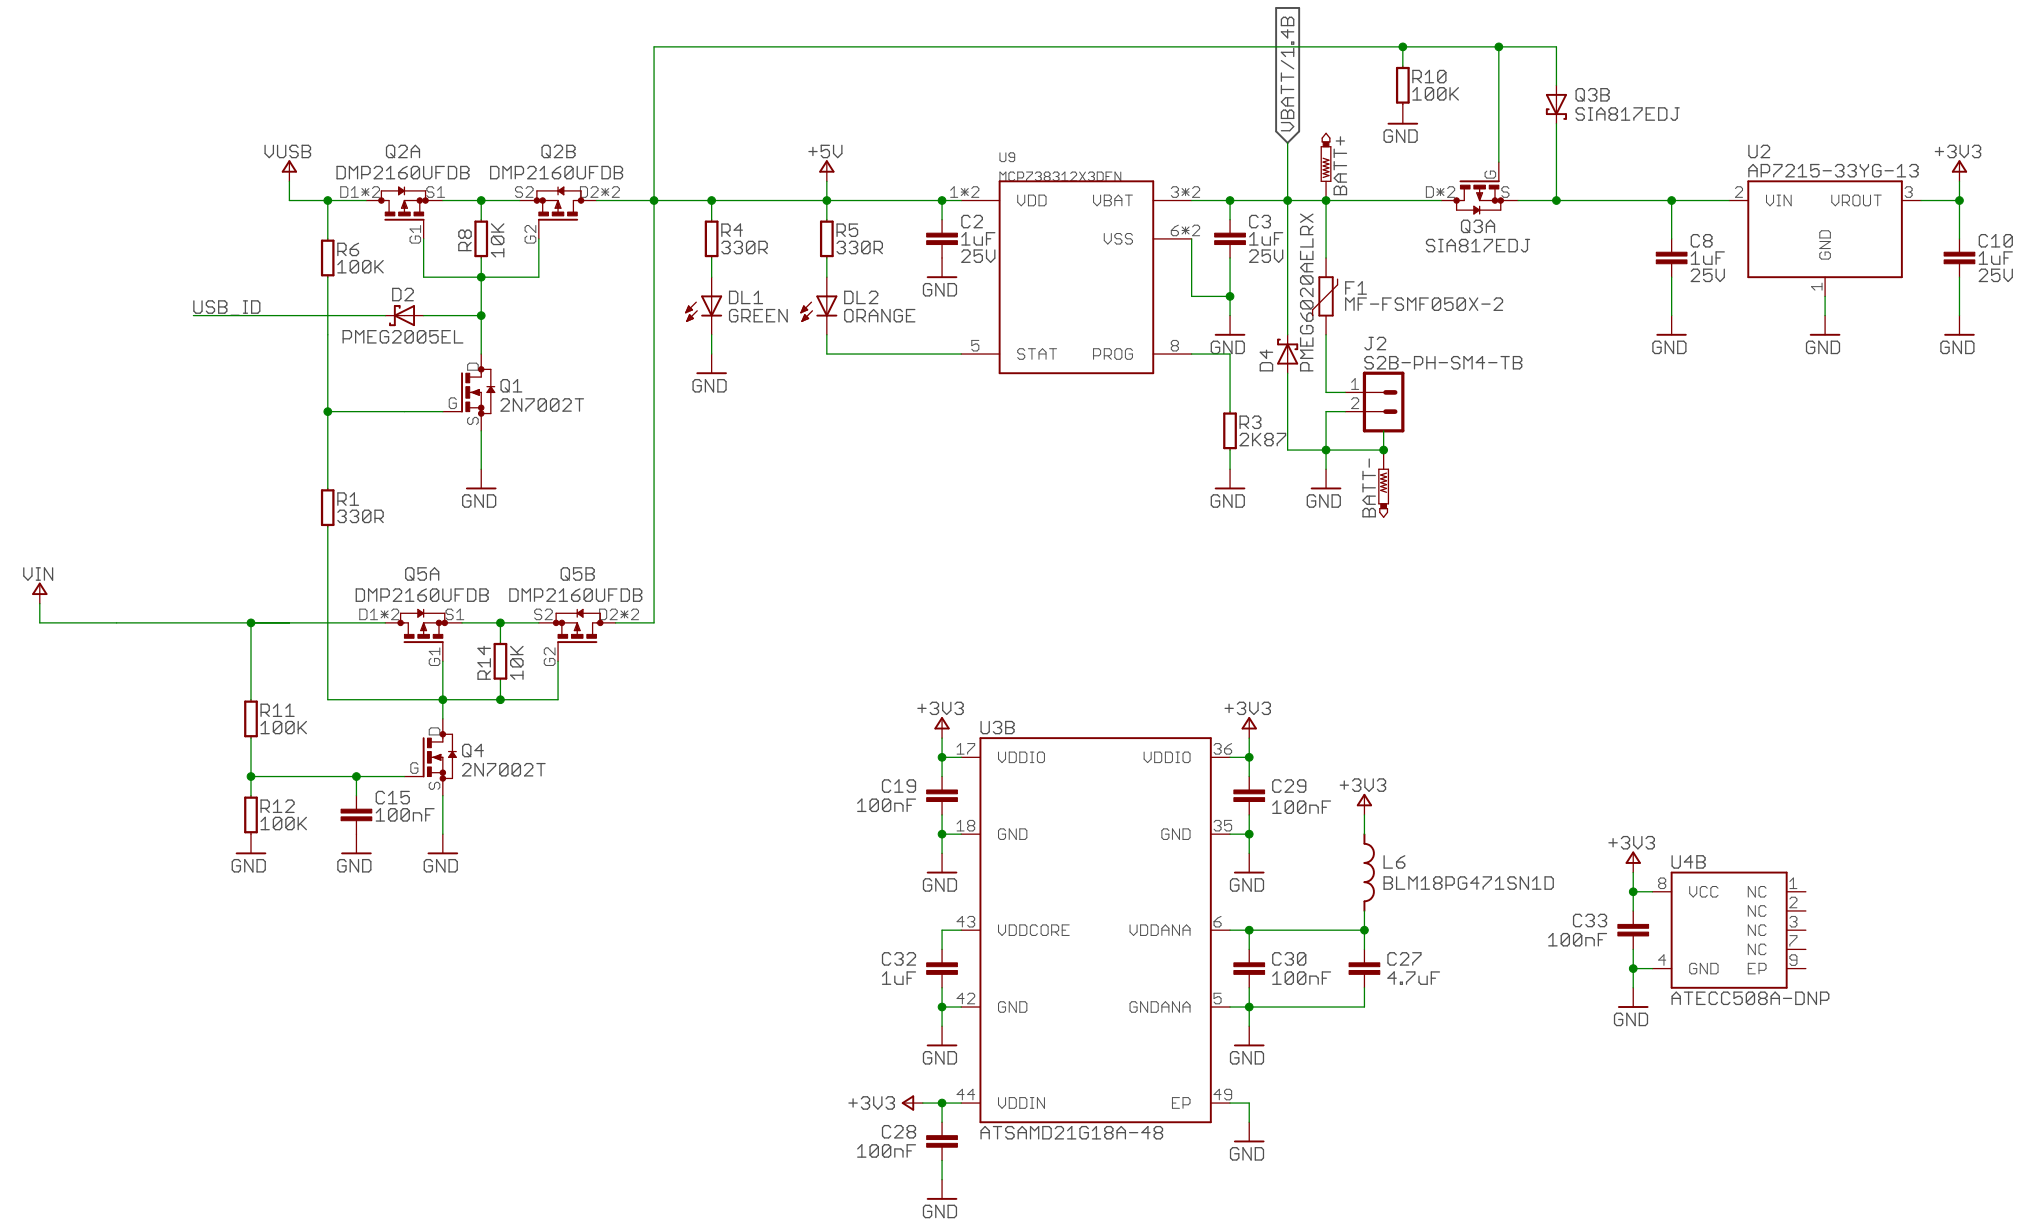 VBATT/1.4B
R10
100K
GND
Q3B
SIA817EDJ
VUSB
Q2A
DMP2160UFDB
D1*2
S1
G1
Q2B
DMP2160UFDB
S2
D2*2
G2
R8
10K
R6
100K
USB_ID
D2
PMEG2005EL
Q1
2N7002T
D
G
S
GND
R1
330R
+5V
R4
330R
DL1
GREEN
GND
R5
330R
DL2
ORANGE
C2
1uF
25V
GND
U9
MCP738312X3DFN
1*2
VDD
VBAT
3*2
VSS
6*2
5
STAT
PROG
8
C3
1uF
25V
GND
R3
2K87
GND
D4
PMEG6020AELRX
BATT+
F1
MF-FSMF050X-2
J2
S2B-PH-SM4-TB
1
2
BATT-
GND
D*2
G
S
Q3A
SIA817EDJ
C8
1uF
25V
GND
U2
AP7215-33YG-13
2
VIN
VROUT
3
GND
1
GND
+3V3
C10
1uF
25V
GND
VIN
Q5A
DMP2160UFDB
D1*2
S1
G1
Q5B
DMP2160UFDB
S2
D2*2
G2
R14
10K
R11
100K
R12
100K
GND
C15
100nF
GND
Q4
2N7002T
D
G
S
GND
+3V3
U3B
+3V3
17
VDDIO
VDDIO
36
C19
100nF
C29
100nF
18
GND
GND
35
GND
GND
+3V3
L6
BLM18PG471SN1D
43
VDDCORE
VDDANA
6
C32
1uF
C30
100nF
C27
4.7uF
42
GND
GNDANA
5
GND
GND
+3V3
44
VDDIN
EP
49
C28
100nF
ATSAMD21G18A-48
GND
GND
+3V3
U4B
8
VCC
NC
1
NC
2
NC
3
NC
7
C33
100nF
4
GND
EP
9
ATECC508A-DNP
GND